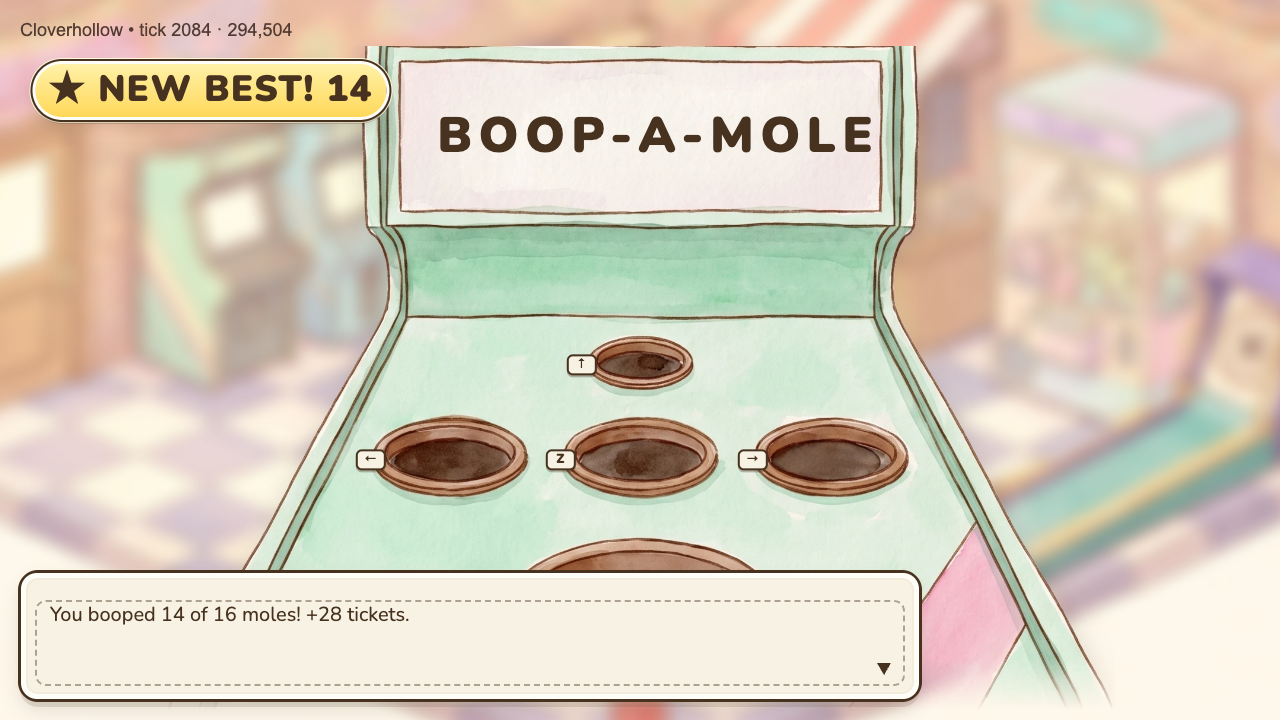 Cloverhollow • tick 2084 · 294,504
★ NEW BEST! 14
BOOP-A-MOLE
↑
← Z →
You booped 14 of 16 moles! +28 tickets.
▼